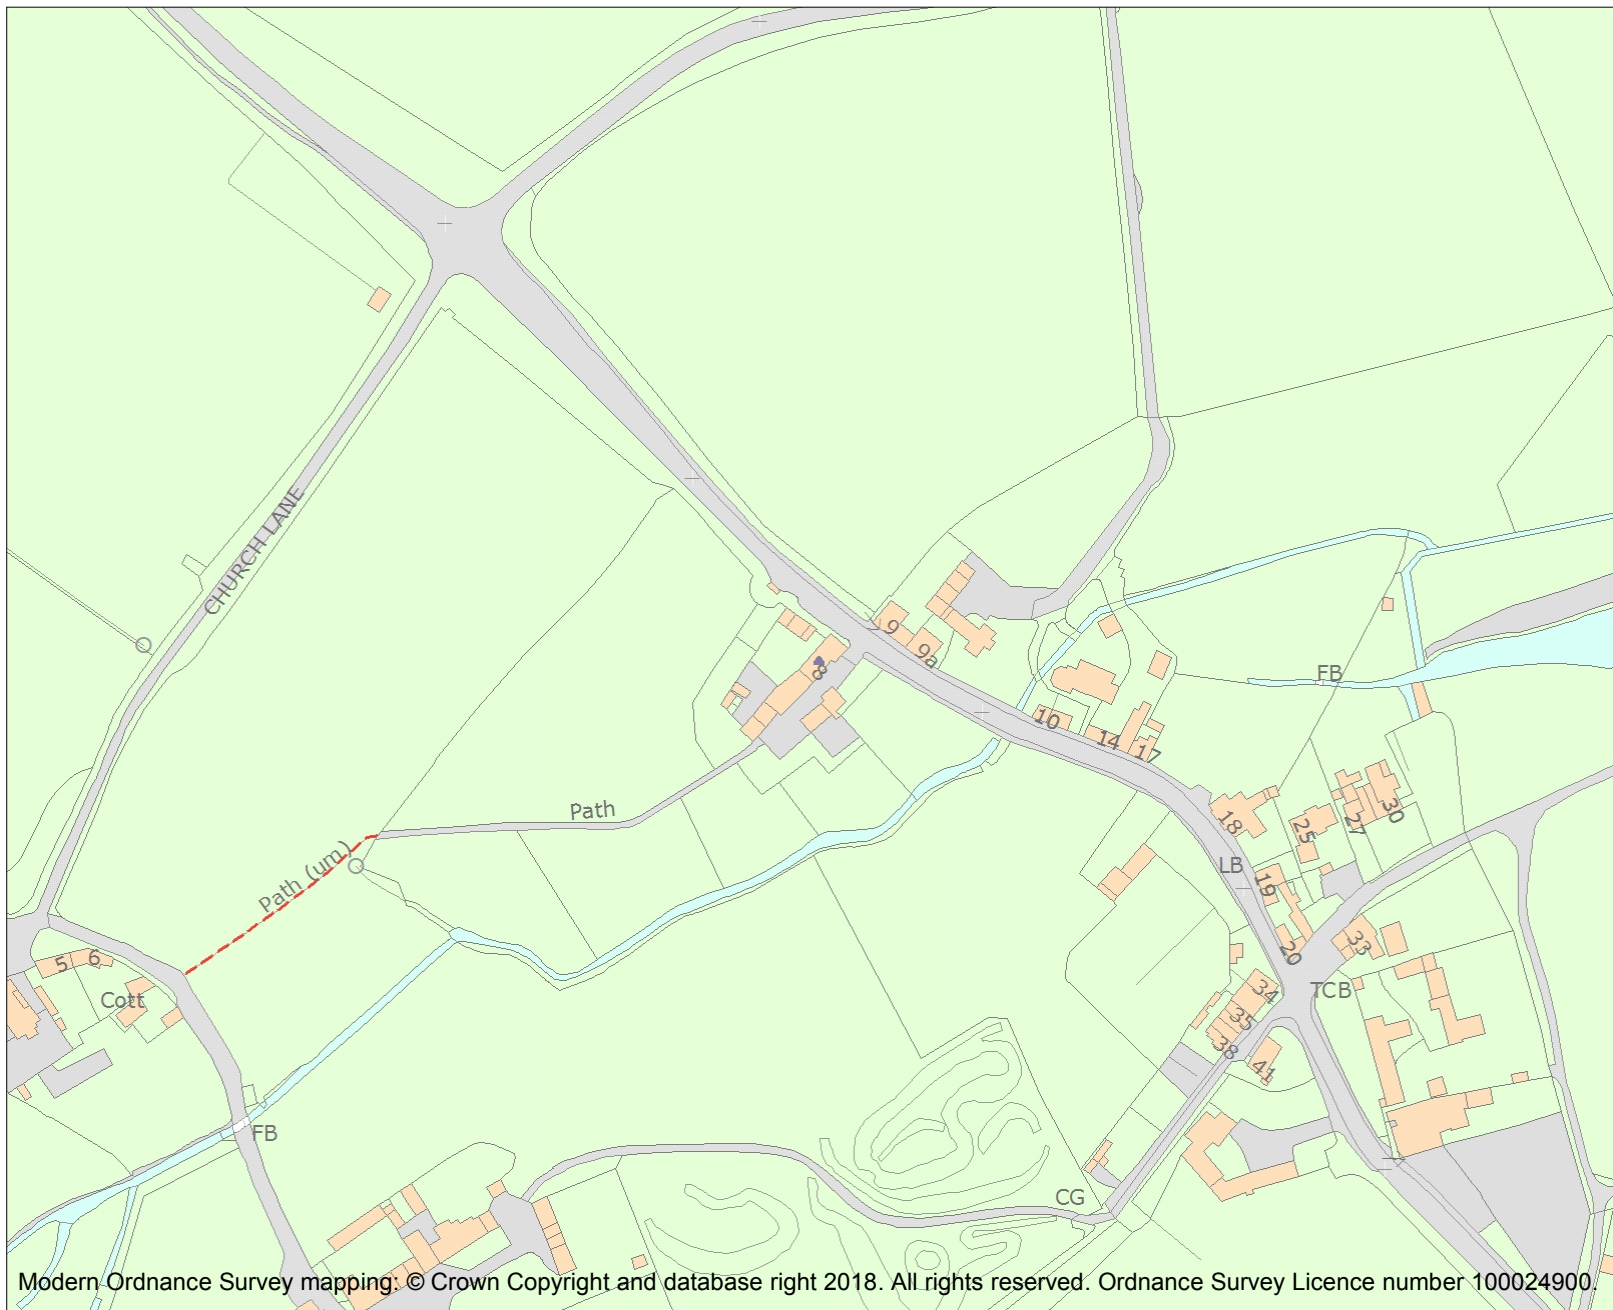 CHURCH LANE
9
9a
8
FB
10
14
17
Path
18
25
27
30
Path (um)
LB
19
20
33
5
6
Cott
34
TCB
35
38
41
FB
CG
Modern Ordnance Survey mapping: © Crown Copyright and database right 2018. All rights reserved. Ordnance Survey Licence number 100024900.